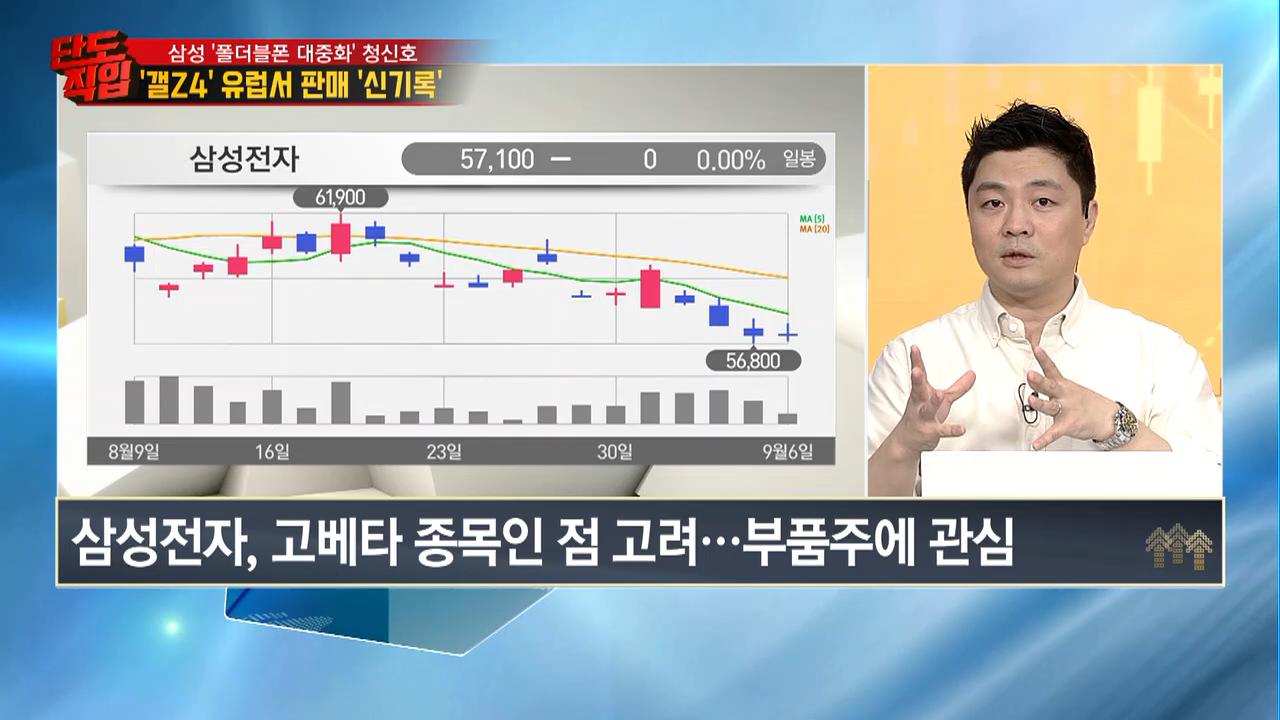 단도
직입
삼성 '폴더블폰 대중화' 청신호
'갤Z4' 유럽서 판매 '신기록'
삼성전자 57,100 ― 0 0.00% 일봉
61,900
MA [5]
MA [20]
56,800
8월9일 16일 23일 30일 9월6일
삼성전자, 고베타 종목인 점 고려…부품주에 관심